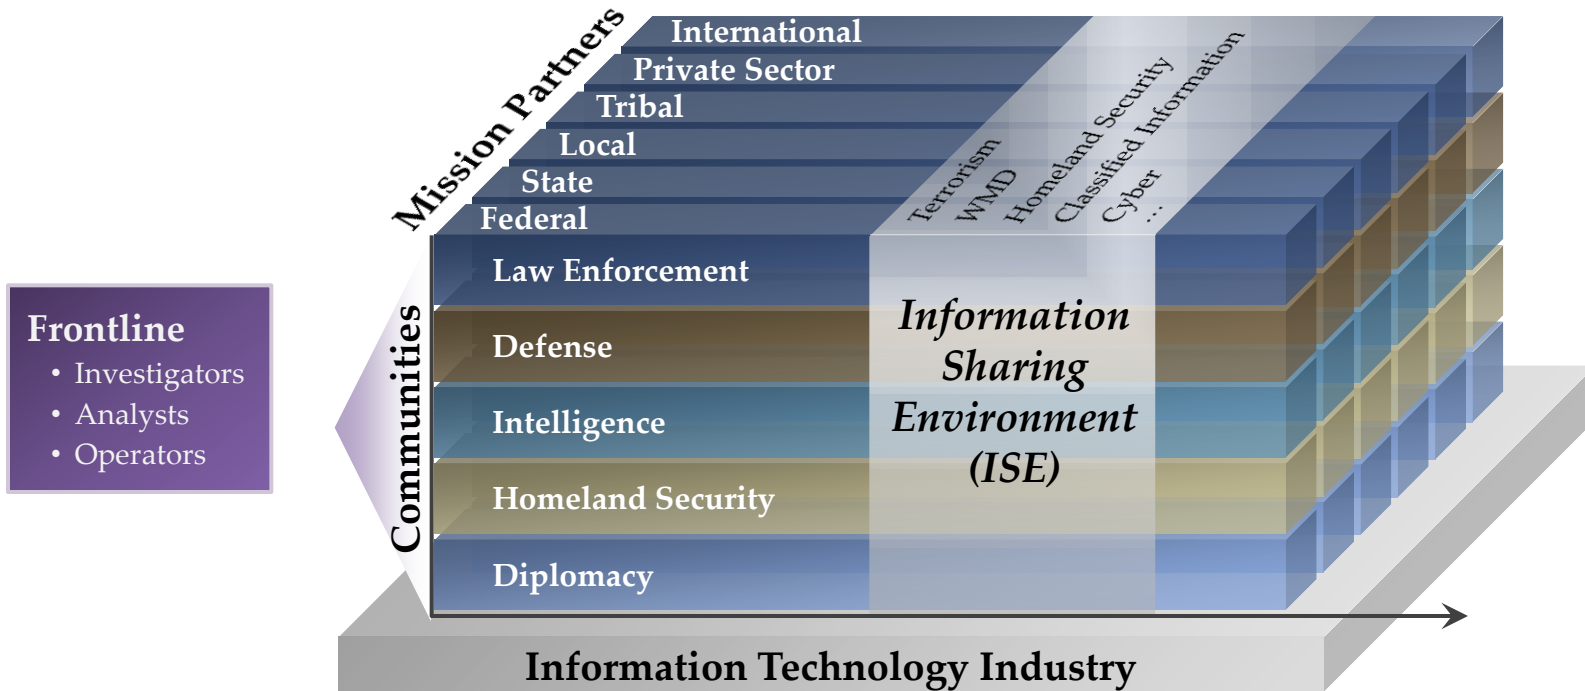 Mission Partners
International
Private Sector
Tribal
Local
State
Federal
Terrorism
WMD
Homeland Security
Classified Information
Cyber
...
Communities
Law Enforcement
Defense
Intelligence
Homeland Security
Diplomacy
Information
Sharing
Environment
(ISE)
Frontline
• Investigators
• Analysts
• Operators
Information Technology Industry